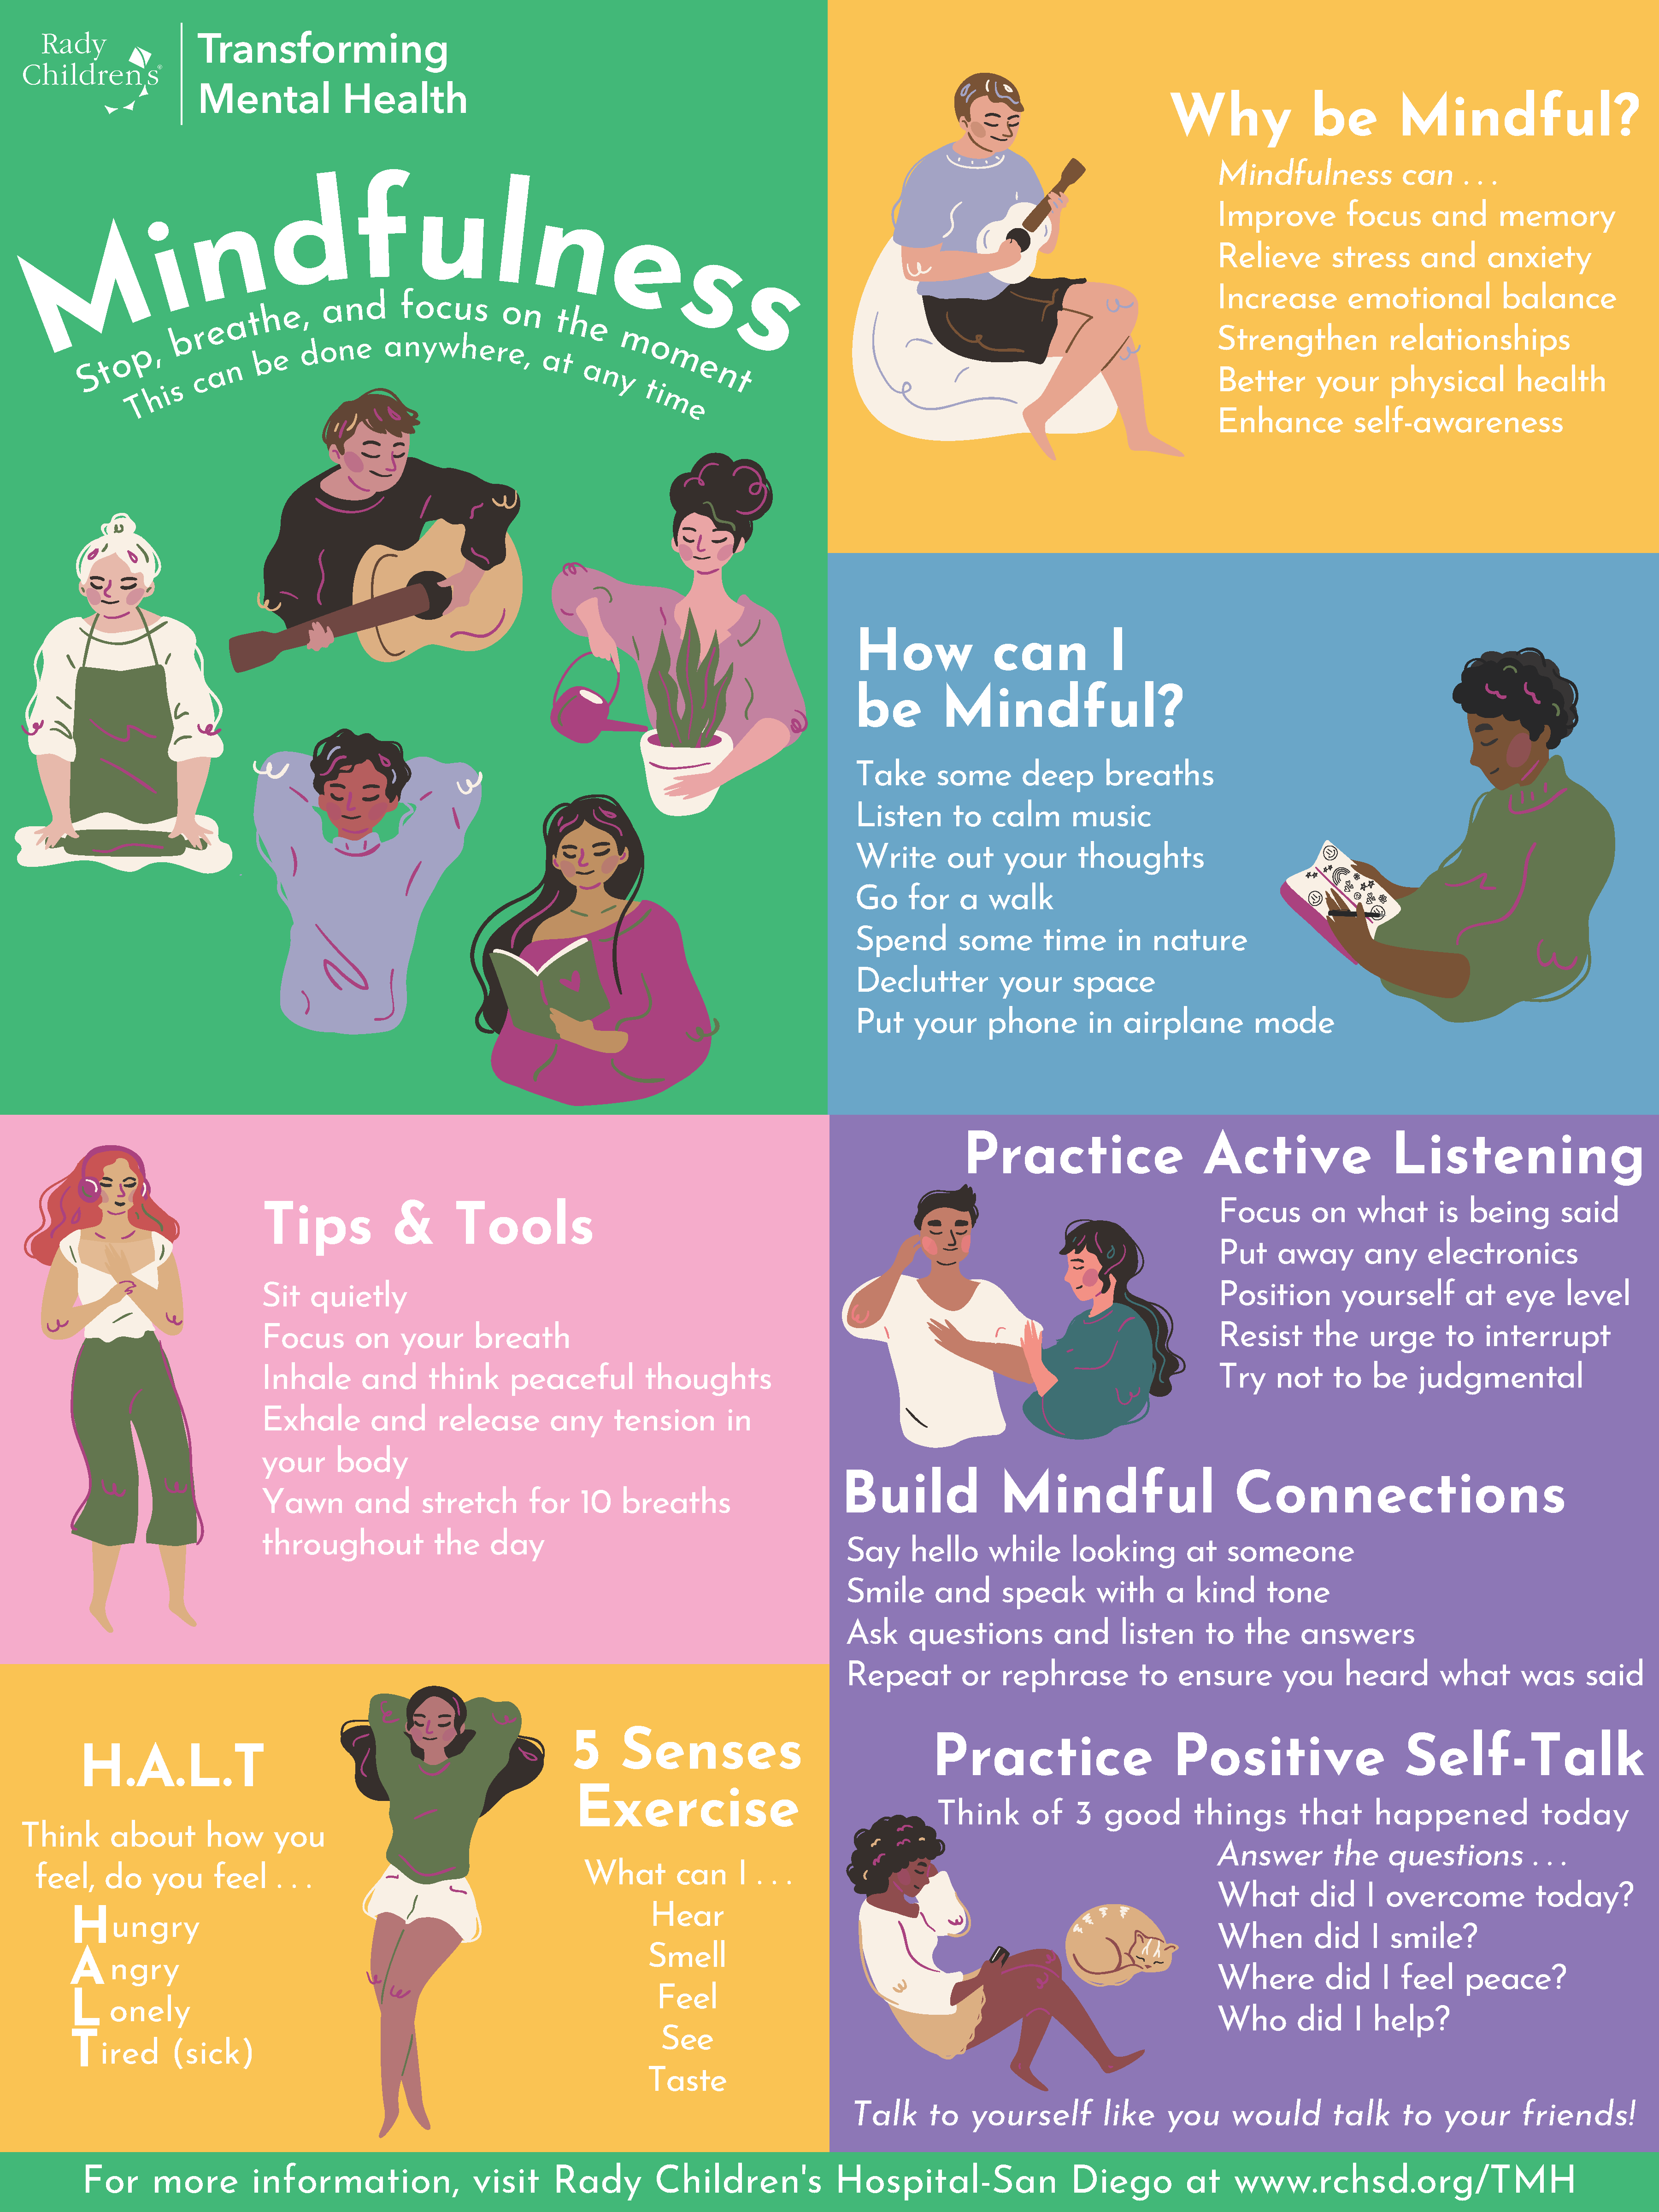 Rady
Children's®
Transforming
Mental Health
Mindfulness
Stop, breathe, and focus on the moment
This can be done anywhere, at any time
Why be Mindful?
Mindfulness can . . .
Improve focus and memory
Relieve stress and anxiety
Increase emotional balance
Strengthen relationships
Better your physical health
Enhance self-awareness
How can I
be Mindful?
Take some deep breaths
Listen to calm music
Write out your thoughts
Go for a walk
Spend some time in nature
Declutter your space
Put your phone in airplane mode
Tips & Tools
Sit quietly
Focus on your breath
Inhale and think peaceful thoughts
Exhale and release any tension in
your body
Yawn and stretch for 10 breaths
throughout the day
Practice Active Listening
Focus on what is being said
Put away any electronics
Position yourself at eye level
Resist the urge to interrupt
Try not to be judgmental
Build Mindful Connections
Say hello while looking at someone
Smile and speak with a kind tone
Ask questions and listen to the answers
Repeat or rephrase to ensure you heard what was said
H.A.L.T
Think about how you
feel, do you feel . . .
Hungry
Angry
Lonely
Tired (sick)
5 Senses
Exercise
What can I . . .
Hear
Smell
Feel
See
Taste
Practice Positive Self-Talk
Think of 3 good things that happened today
Answer the questions . . .
What did I overcome today?
When did I smile?
Where did I feel peace?
Who did I help?
Talk to yourself like you would talk to your friends!
For more information, visit Rady Children's Hospital-San Diego at www.rchsd.org/TMH